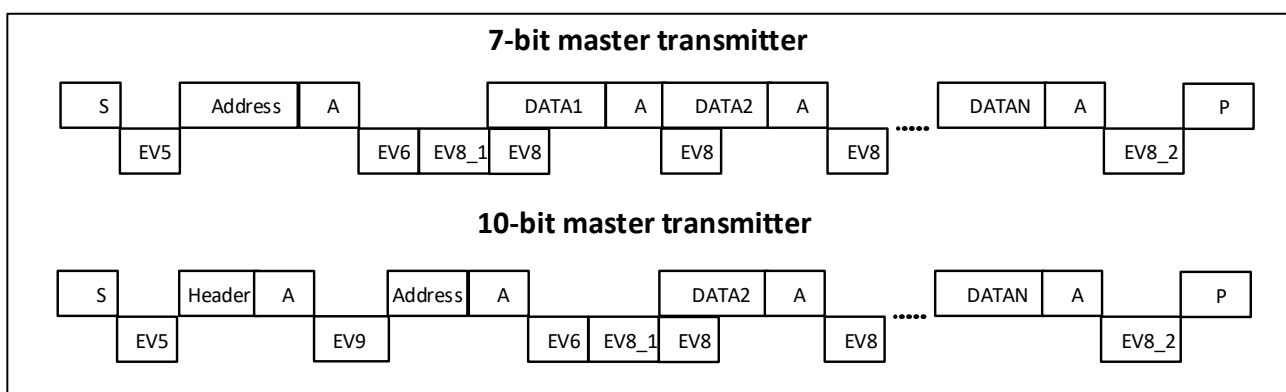 7-bit master transmitter
S Address A DATA1 A DATA2 A ...... DATAN A P
EV5 EV6 EV8_1 EV8 EV8 EV8 EV8_2
10-bit master transmitter
S Header A Address A DATA2 A ...... DATAN A P
EV5 EV9 EV6 EV8_1 EV8 EV8 EV8_2